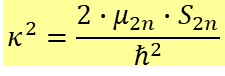 κ² = (2 · μ₂ₙ · S₂ₙ) / ħ²